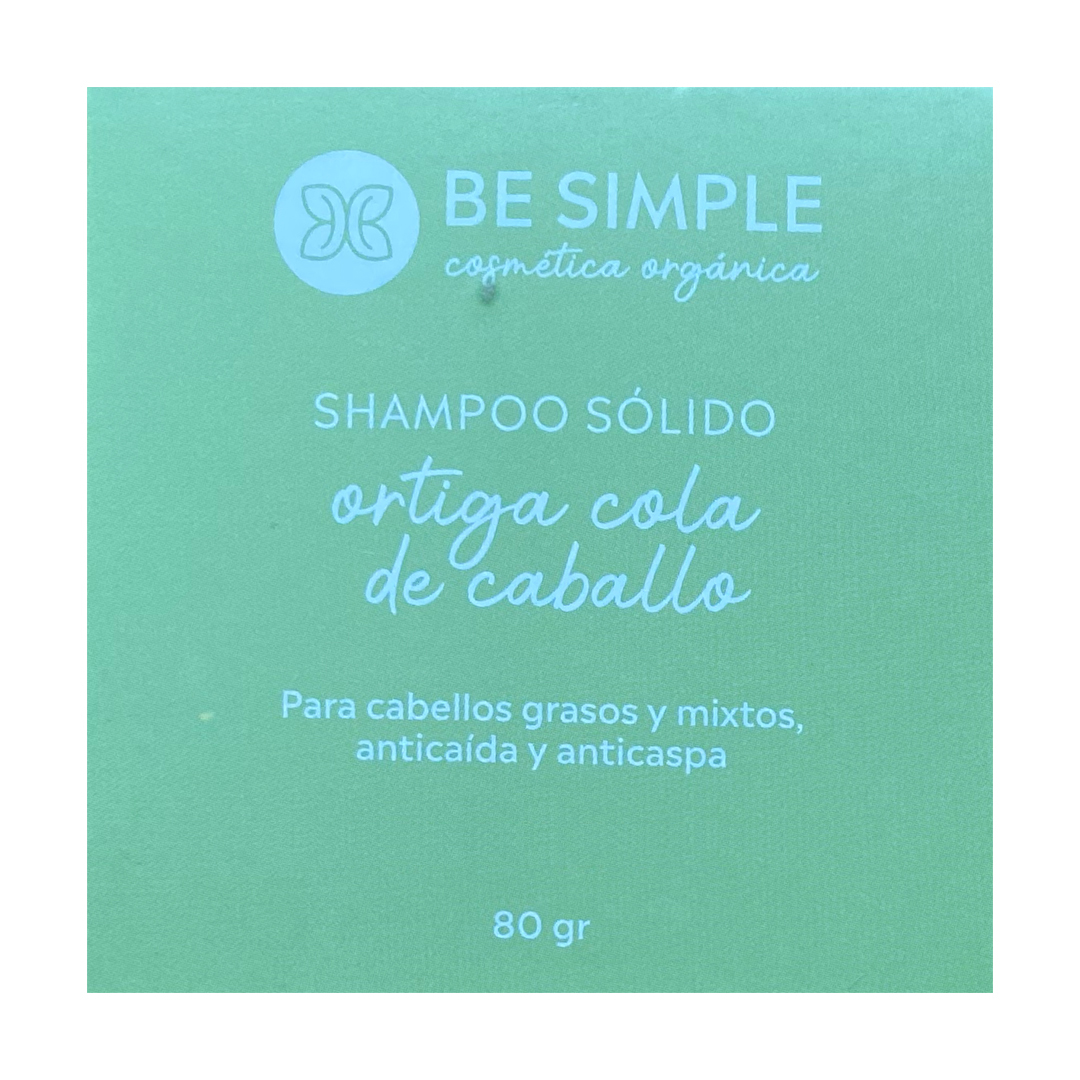 BE SIMPLE
cosmética orgánica
SHAMPOO SÓLIDO
ortiga cola
de caballo
Para cabellos grasos y mixtos,
anticaída y anticaspa
80 gr